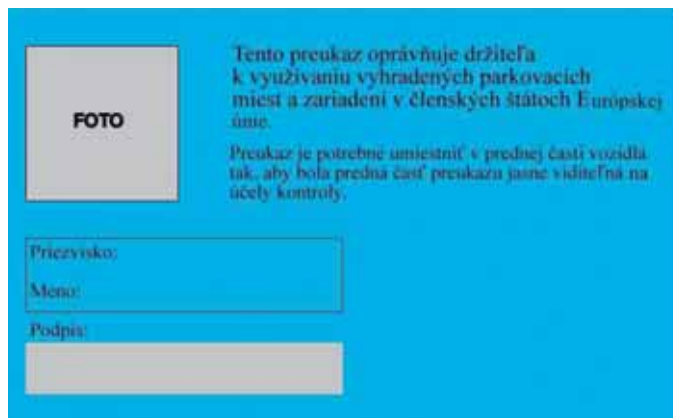 FOTO
Tento preukaz oprávňuje držiteľa
k využívaniu vyhradených parkovacích
miest a zariadení v členských štátoch Európskej
únie.
Preukaz je potrebné umiestniť v prednej časti vozidla
tak, aby bola predná časť preukazu jasne viditeľná na
účely kontroly.
Priezvisko:
Meno:
Podpis: